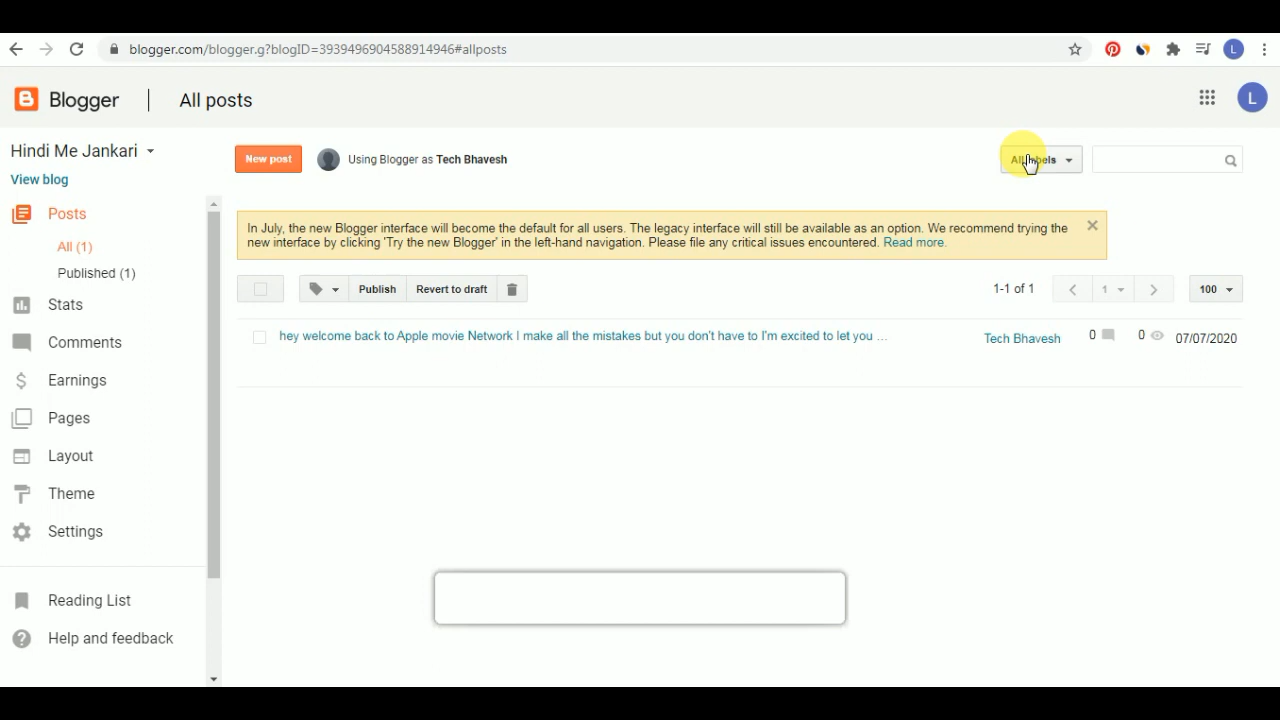 blogger.com/blogger.g?blogID=3939496904588914946#allposts
L
Blogger
All posts
L
Hindi Me Jankari
View blog
New post
Using Blogger as Tech Bhavesh
Posts
All (1)
Published (1)
Stats
Comments
Earnings
Pages
Layout
Theme
Settings
Reading List
Help and feedback
In July, the new Blogger interface will become the default for all users. The legacy interface will still be available as an option. We recommend trying the
new interface by clicking 'Try the new Blogger' in the left-hand navigation. Please file any critical issues encountered. Read more.
Publish
Revert to draft
1-1 of 1
1
100
hey welcome back to Apple movie Network I make all the mistakes but you don't have to I'm excited to let you ...
Tech Bhavesh
0
0
07/07/2020